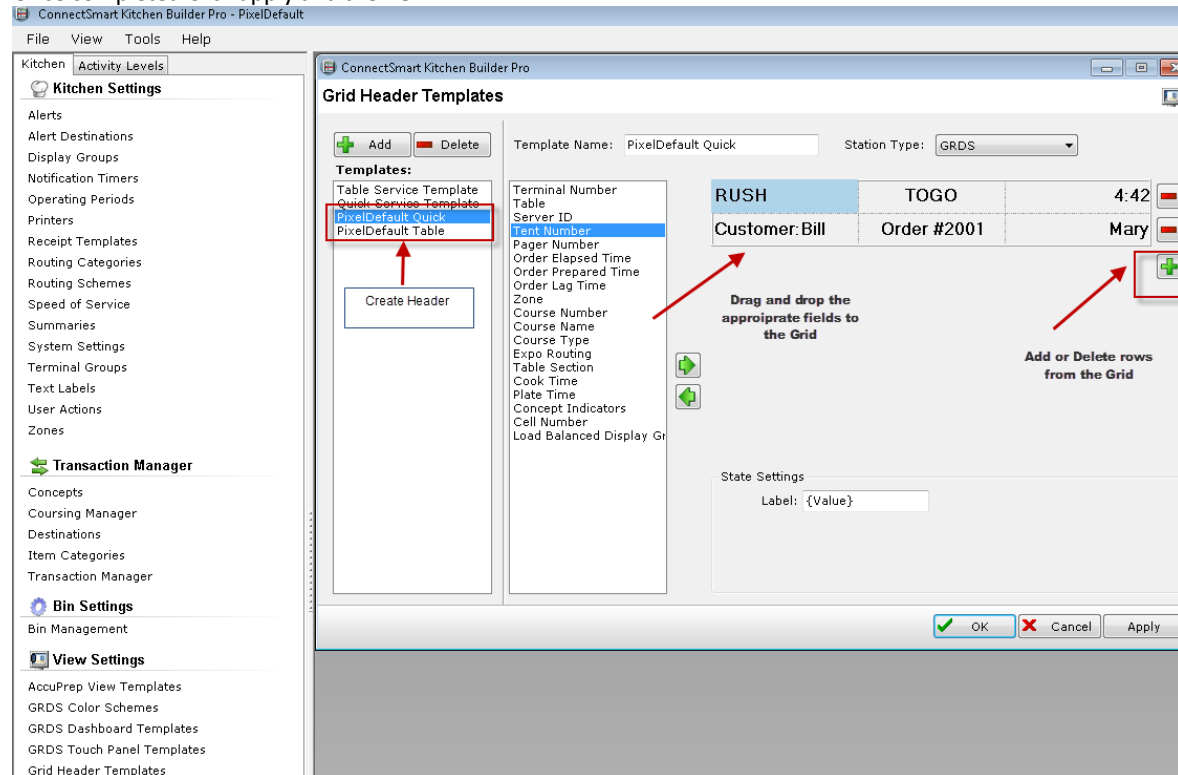 ConnectSmart Kitchen Builder Pro - PixelDefault
File View Tools Help
Kitchen Activity Levels
Kitchen Settings
Alerts
Alert Destinations
Display Groups
Notification Timers
Operating Periods
Printers
Receipt Templates
Routing Categories
Routing Schemes
Speed of Service
Summaries
System Settings
Terminal Groups
Text Labels
User Actions
Zones
Transaction Manager
Concepts
Coursing Manager
Destinations
Item Categories
Transaction Manager
Bin Settings
Bin Management
View Settings
AccuPrep View Templates
GRDS Color Schemes
GRDS Dashboard Templates
GRDS Touch Panel Templates
Grid Header Templates
ConnectSmart Kitchen Builder Pro
Grid Header Templates
Add Delete
Templates:
Table Service Template
Quick Service Template
PixelDefault Quick
PixelDefault Table
Create Header
Template Name: PixelDefault Quick Station Type: GRDS
Terminal Number
Table
Server ID
Tent Number
Pager Number
Order Elapsed Time
Order Prepared Time
Order Lag Time
Zone
Course Number
Course Name
Course Type
Expo Routing
Table Section
Cook Time
Plate Time
Concept Indicators
Cell Number
Load Balanced Display Gr
RUSH TOGO 4:42
Customer:Bill Order #2001 Mary
Drag and drop the
approiprate fields to
the Grid
Add or Delete rows
from the Grid
State Settings
Label: {Value}
OK Cancel Apply